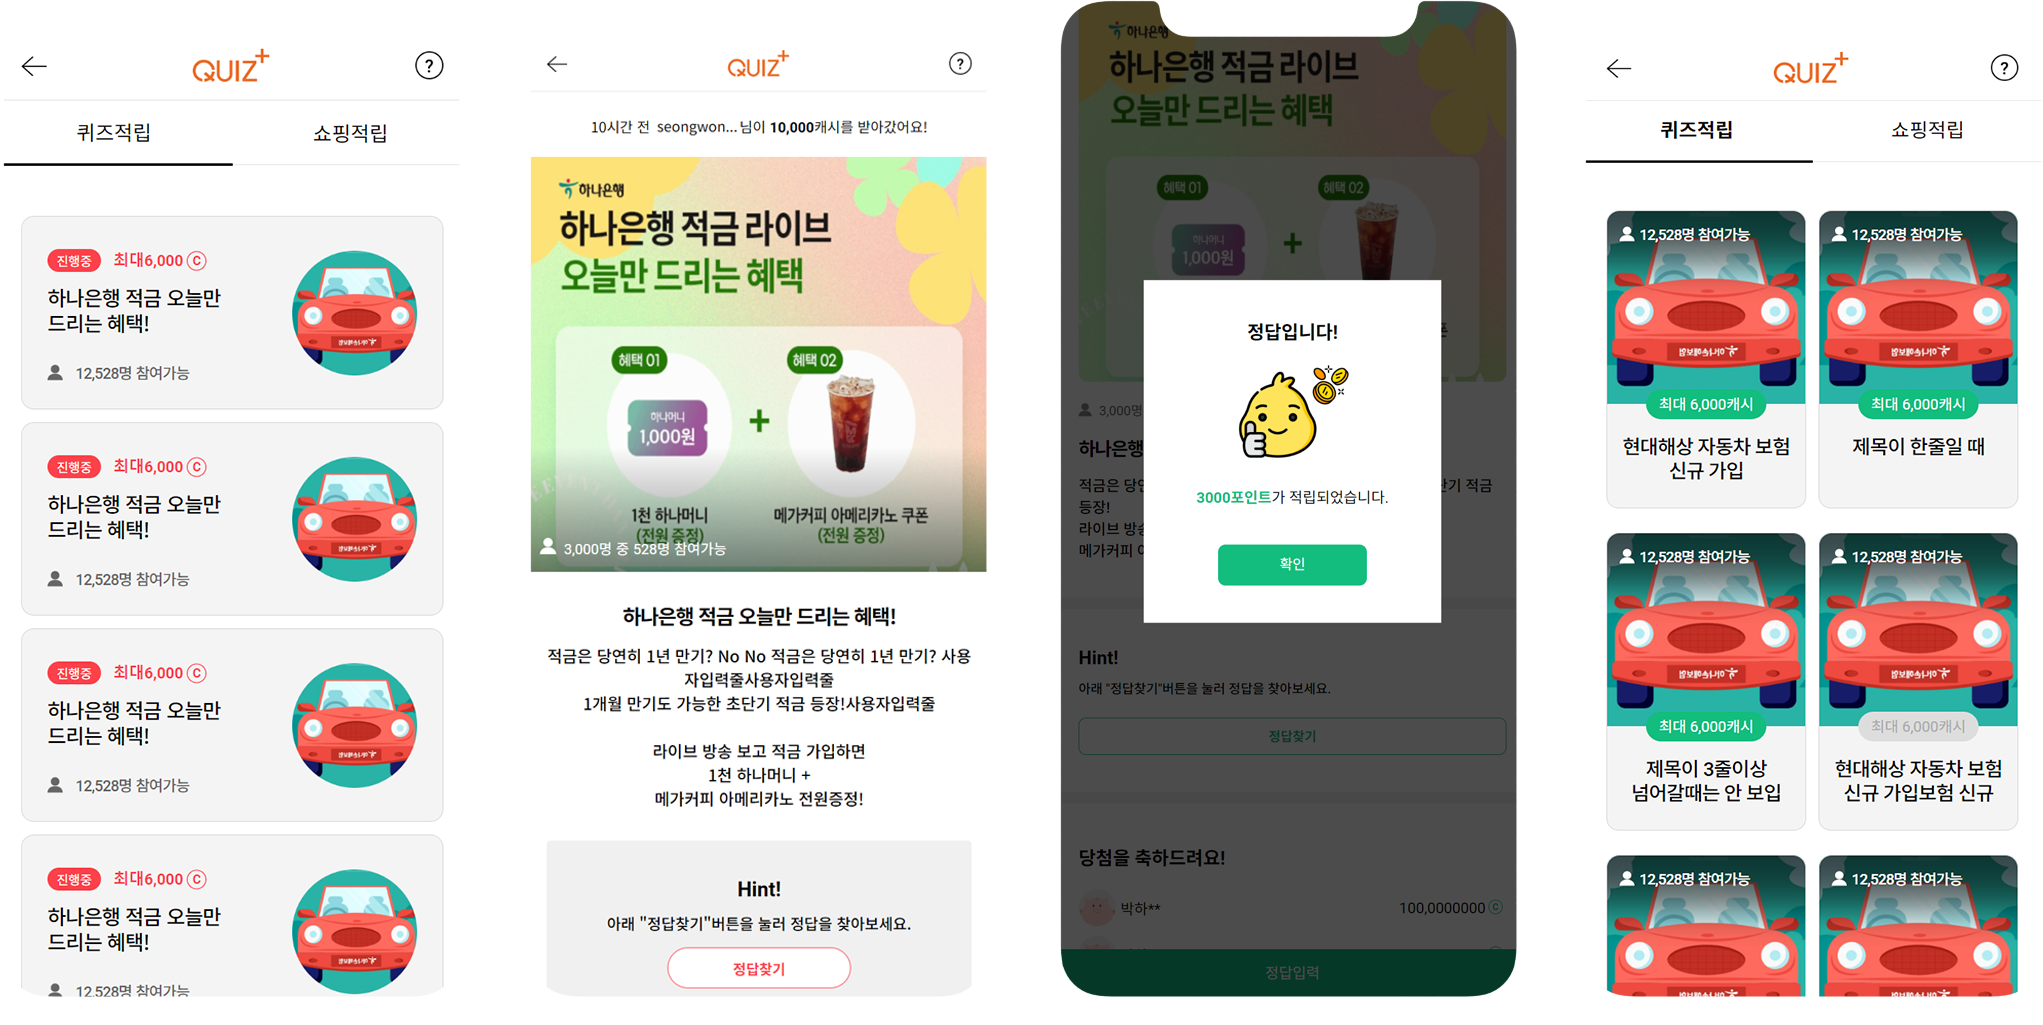 QUIZ+
?
퀴즈적립
쇼핑적립
진행중 최대6,000 C
하나은행 적금 오늘만
드리는 혜택!
12,528명 참여가능
진행중 최대6,000 C
하나은행 적금 오늘만
드리는 혜택!
12,528명 참여가능
진행중 최대6,000 C
하나은행 적금 오늘만
드리는 혜택!
12,528명 참여가능
진행중 최대6,000 C
하나은행 적금 오늘만
드리는 혜택!
12,528명 참여가능
QUIZ+
?
10시간 전 seongwon... 님이 10,000캐시를 받아갔어요!
하나은행
하나은행 적금 라이브
오늘만 드리는 혜택
혜택 01
혜택 02
하나머니
1,000원
+
1천 하나머니
(전원 증정)
메가커피 아메리카노 쿠폰
(전원 증정)
3,000명 중 528명 참여가능
하나은행 적금 오늘만 드리는 혜택!
적금은 당연히 1년 만기? No No 적금은 당연히 1년 만기? 사용
자입력줄사용자입력줄
1개월 만기도 가능한 초단기 적금 등장!사용자입력줄
라이브 방송 보고 적금 가입하면
1천 하나머니 +
메가커피 아메리카노 전원증정!
Hint!
아래 "정답찾기"버튼을 눌러 정답을 찾아보세요.
정답찾기
하나은행
하나은행 적금 라이브
오늘만 드리는 혜택
혜택 01
혜택 02
하나머니
1,000원
+
정답입니다!
3000포인트가 적립되었습니다.
확인
3,000명
하나은행
적금은 당연
단기 적금
등장!
라이브 방송
메가커피
Hint!
아래 "정답찾기"버튼을 눌러 정답을 찾아보세요.
정답찾기
당첨을 축하드려요!
박하**
100,0000000 C
정답입력
QUIZ+
?
퀴즈적립
쇼핑적립
12,528명 참여가능
최대 6,000캐시
현대해상 자동차 보험
신규 가입
12,528명 참여가능
최대 6,000캐시
제목이 한줄일 때
12,528명 참여가능
최대 6,000캐시
제목이 3줄이상
넘어갈때는 안 보입
12,528명 참여가능
최대 6,000캐시
현대해상 자동차 보험
신규 가입보험 신규
12,528명 참여가능
12,528명 참여가능